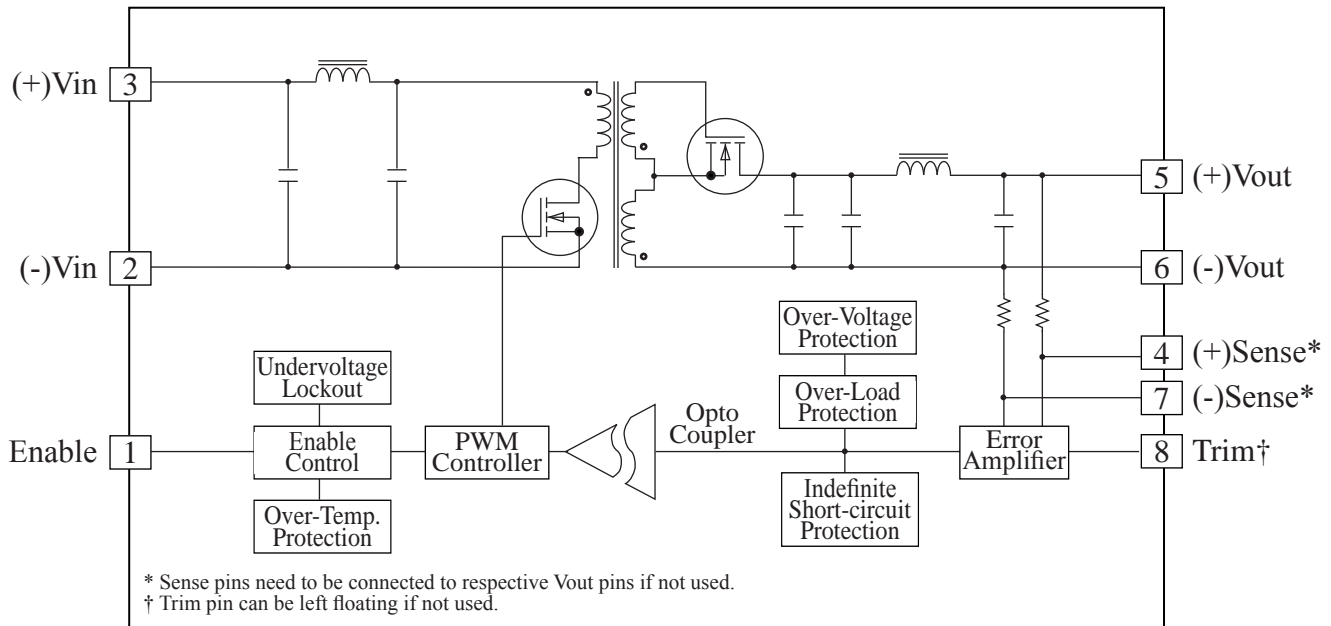 (+)Vin 3
(-)Vin 2
5 (+)Vout
6 (-)Vout
4 (+)Sense*
7 (-)Sense*
Enable 1
8 Trim†
Undervoltage
Lockout
Enable
Control
Over-Temp.
Protection
PWM
Controller
Opto
Coupler
Over-Voltage
Protection
Over-Load
Protection
Indefinite
Short-circuit
Protection
Error
Amplifier
* Sense pins need to be connected to respective Vout pins if not used.
† Trim pin can be left floating if not used.